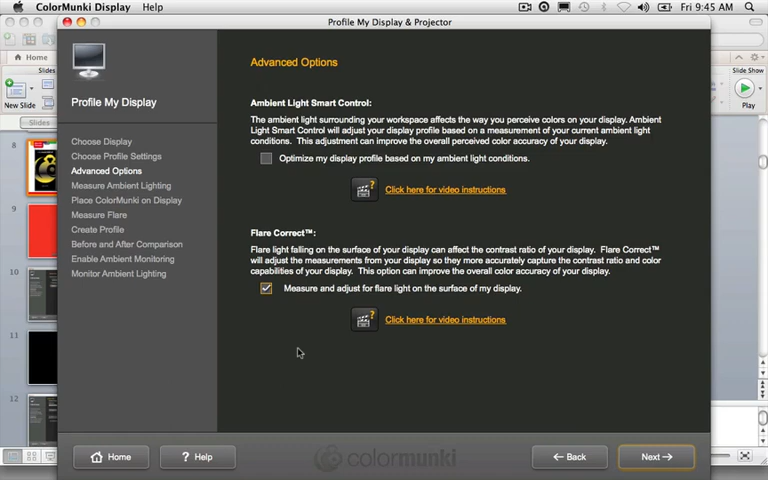 ColorMunki Display Help
Fri 9:45 AM
Profile My Display & Projector
Home
Slides
New Slide
Slides
8
9
10
11
12
Profile My Display
Choose Display
Choose Profile Settings
Advanced Options
Measure Ambient Lighting
Place ColorMunki on Display
Measure Flare
Create Profile
Before and After Comparison
Enable Ambient Monitoring
Monitor Ambient Lighting
Advanced Options
Ambient Light Smart Control:
The ambient light surrounding your workspace affects the way you perceive colors on your display. Ambient
Light Smart Control will adjust your display profile based on a measurement of your current ambient light
conditions. This adjustment can improve the overall perceived color accuracy of your display.
Optimize my display profile based on my ambient light conditions.
Click here for video instructions
Flare Correct™:
Flare light falling on the surface of your display can affect the contrast ratio of your display. Flare Correct™
will adjust the measurements from your display so they more accurately capture the contrast ratio and color
capabilities of your display. This option can improve the overall color accuracy of your display.
Measure and adjust for flare light on the surface of my display.
Click here for video instructions
Home
? Help
colormunki
Back
Next
Slide Show
Play